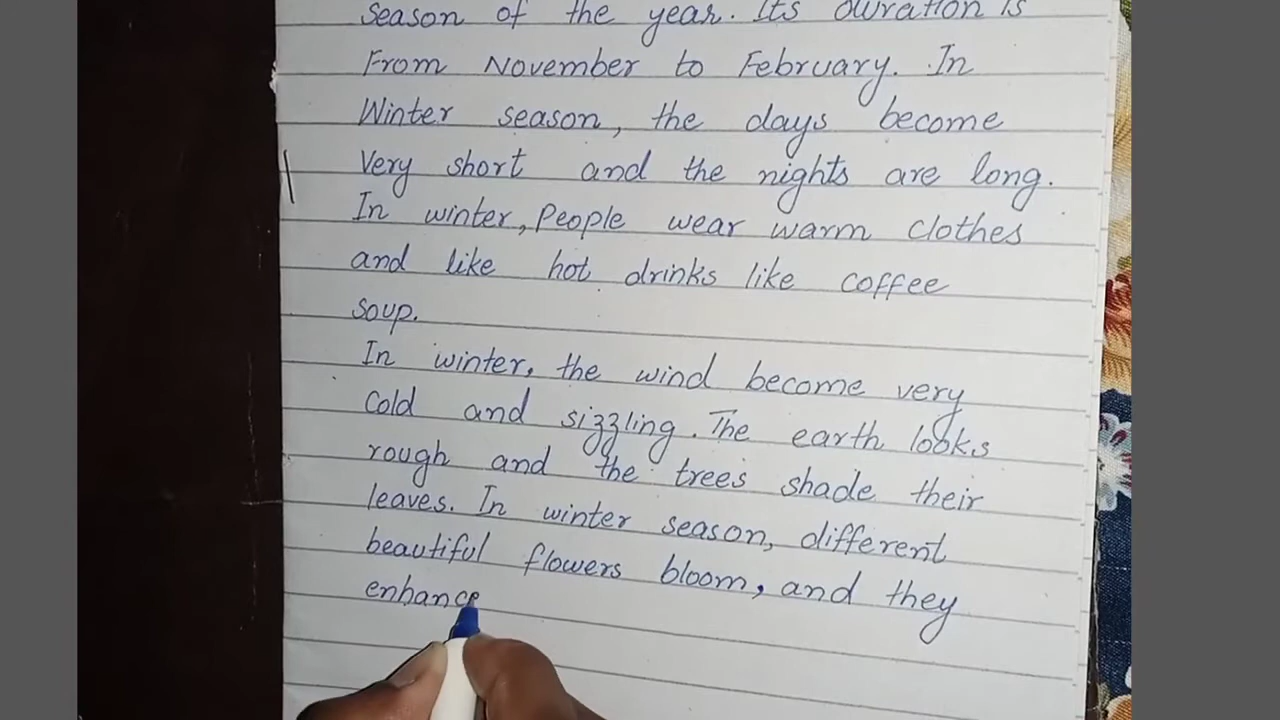 season of the year. Its duration is
From November to February. In
Winter season, the days become
Very short and the nights are long.
In winter, People wear warm clothes
and like hot drinks like coffee
soup.
In winter, the wind become very
cold and sizzling. The earth looks
rough and the trees shade their
leaves. In winter season, different
beautiful flowers bloom, and they
enhance